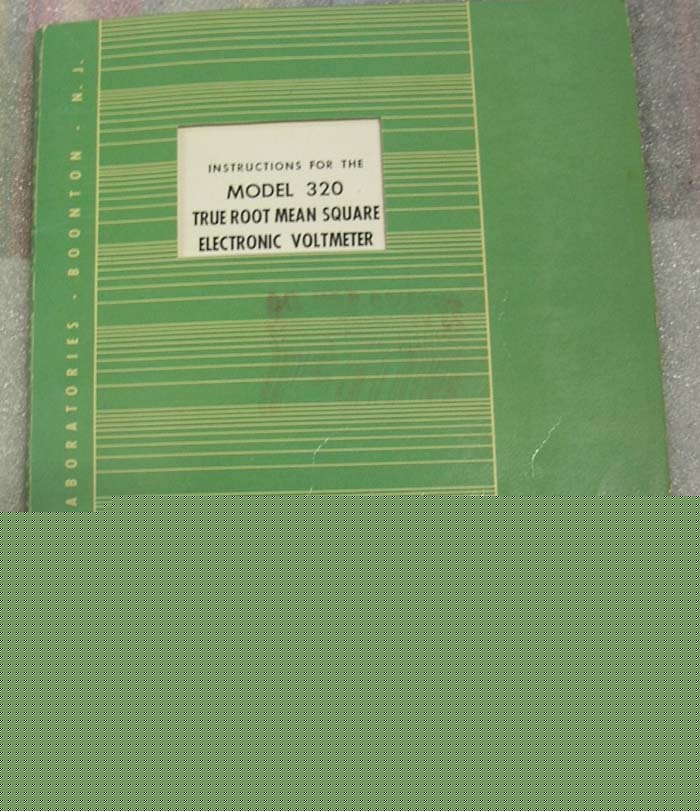 INSTRUCTIONS FOR THE
MODEL 320
TRUE ROOT MEAN SQUARE
ELECTRONIC VOLTMETER
ABORATORIES - BOONTON - N. J.